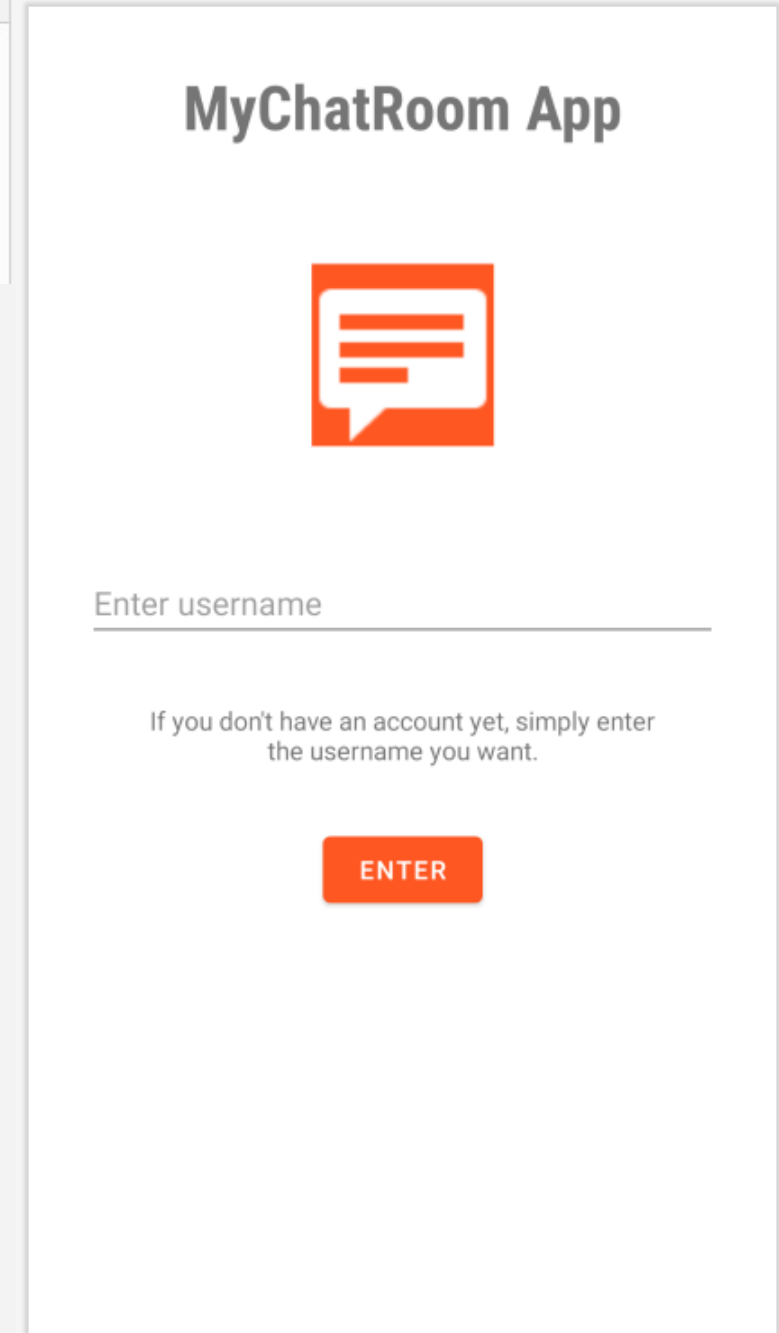 MyChatRoom App
Enter username
If you don't have an account yet, simply enter
the username you want.
ENTER